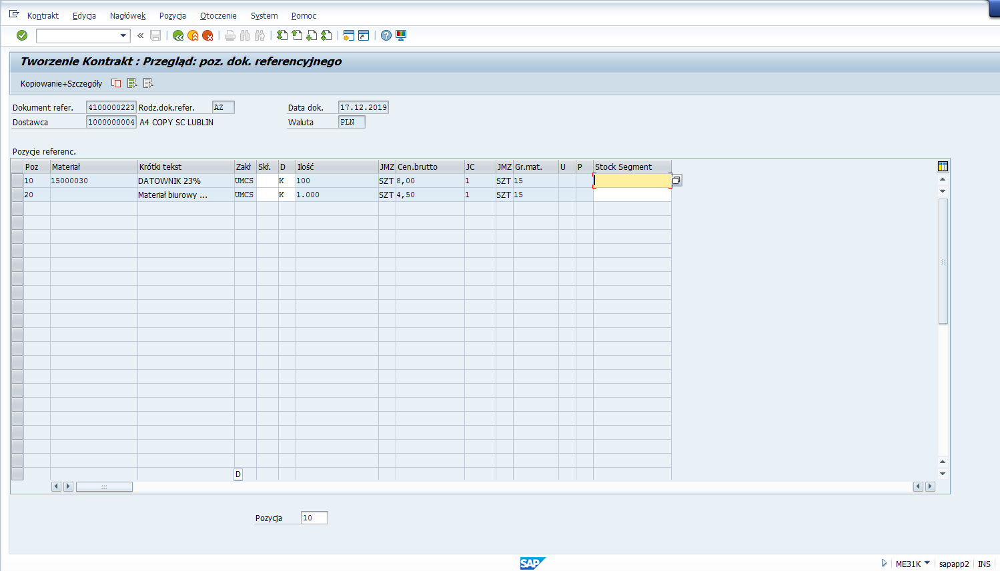 Kontrakt Edycja Nagłówek Pozycja Otoczenie System Pomoc
Tworzenie Kontrakt : Przegląd: poz. dok. referencyjnego
Kopiowanie+Szczegóły
Dokument refer. 4100000223 Rodz.dok.refer. AZ Data dok. 17.12.2019
Dostawca 1000000004 A4 COPY SC LUBLIN Waluta PLN
Pozycje referenc.
Poz Materiał Krótki tekst Zakł Skł. D Ilość JMZ Cen.brutto JC JMZ Gr.mat. U P Stock Segment
10 15000030 DATOWNIK 23% UMCS K 100 SZT 8,00 1 SZT 15
20 Materiał biurowy ... UMCS K 1.000 SZT 4,50 1 SZT 15
D
Pozycja 10
SAP ME31K sapapp2 INS